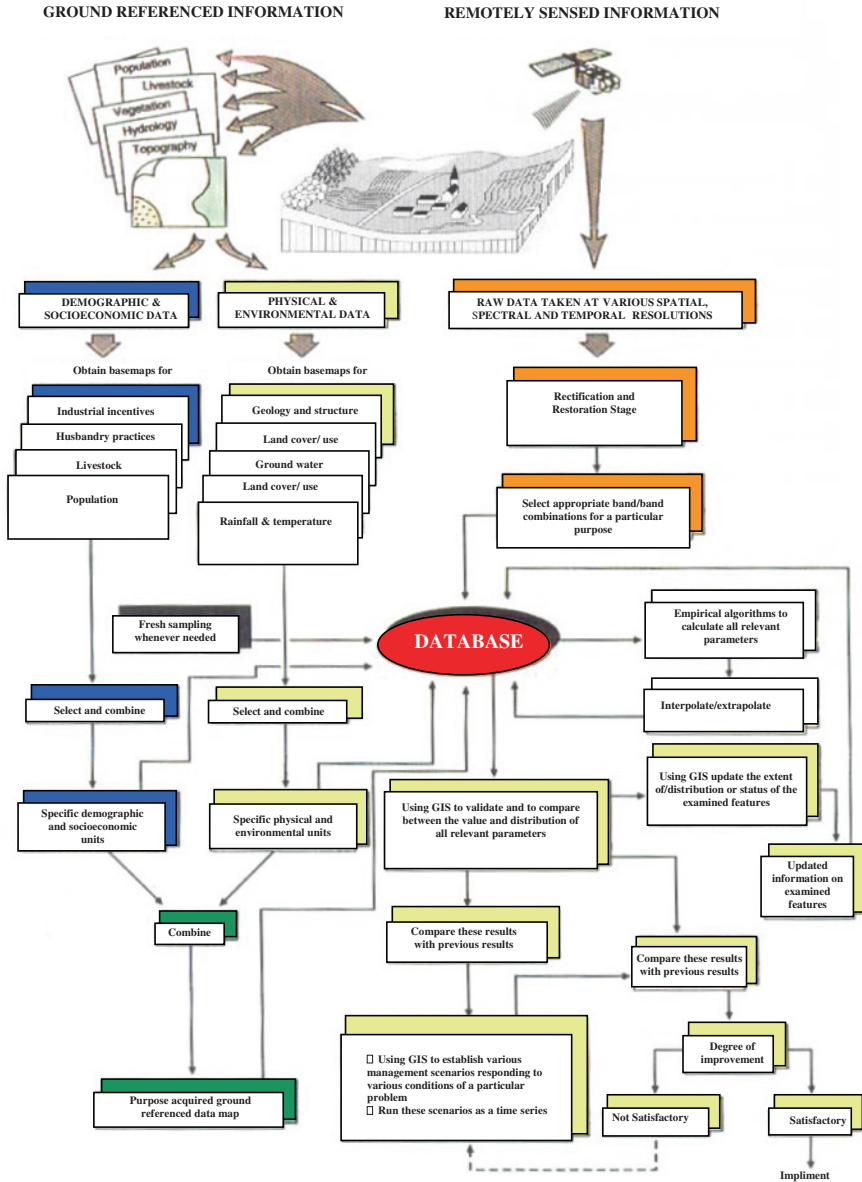 GROUND REFERENCED INFORMATION
REMOTELY SENSED INFORMATION
Population
Livestock
Vegetation
Hydrology
Topography
DEMOGRAPHIC &
SOCIOECONOMIC DATA
PHYSICAL &
ENVIRONMENTAL DATA
RAW DATA TAKEN AT VARIOUS SPATIAL,
SPECTRAL AND TEMPORAL RESOLUTIONS
Obtain basemaps for
Obtain basemaps for
Industrial incentives
Husbandry practices
Livestock
Population
Geology and structure
Land cover/ use
Ground water
Land cover/ use
Rainfall & temperature
Rectification and
Restoration Stage
Select appropriate band/band
combinations for a particular
purpose
Fresh sampling
whenever needed
DATABASE
Empirical algorithms to
calculate all relevant
parameters
Interpolate/extrapolate
Select and combine
Select and combine
Specific demographic
and socioeconomic
units
Specific physical and
environmental units
Using GIS to validate and to compare
between the value and distribution of
all relevant parameters
Using GIS update the extent
of/distribution or status of the
examined features
Updated
information on
examined
features
Combine
Compare these results
with previous results
Compare these results
with previous results
Degree of
improvement
Using GIS to establish various
management scenarios responding to
various conditions of a particular
problem
Run these scenarios as a time series
Purpose acquired ground
referenced data map
Not Satisfactory
Satisfactory
Impliment